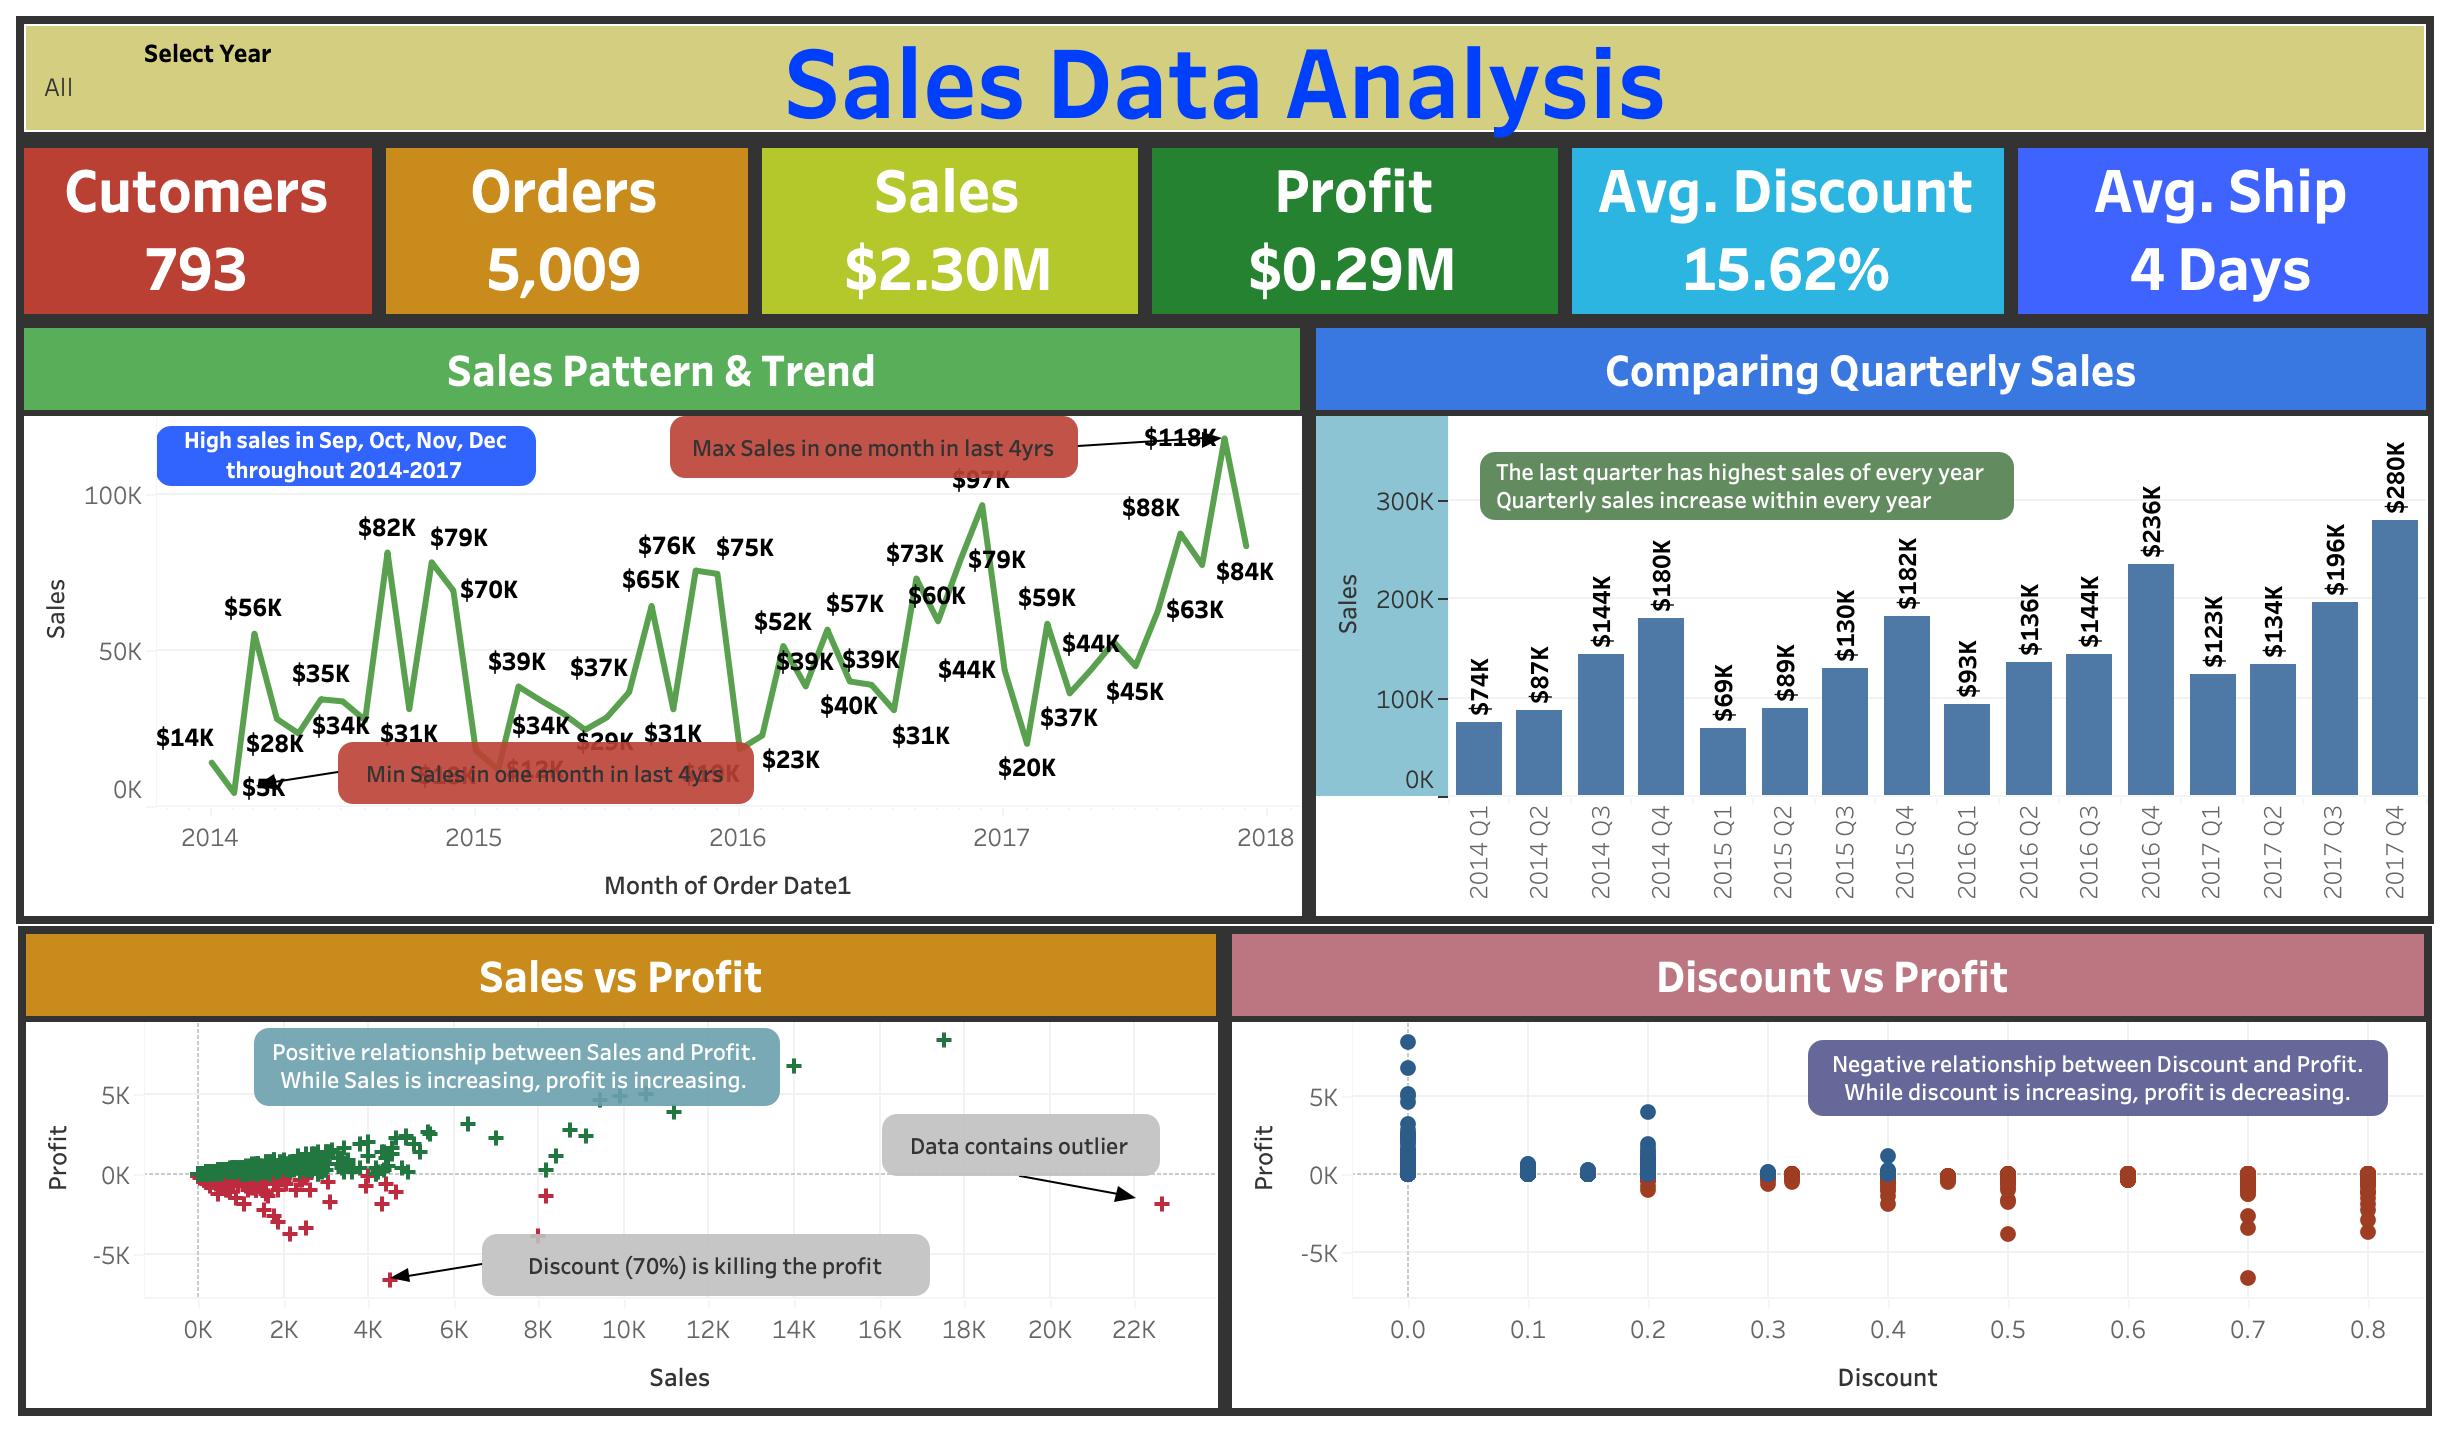 Select Year
All
Sales Data Analysis
Cutomers
793
Orders
5,009
Sales
$2.30M
Profit
$0.29M
Avg. Discount
15.62%
Avg. Ship
4 Days
Sales Pattern & Trend
High sales in Sep, Oct, Nov, Dec
throughout 2014-2017
Max Sales in one month in last 4yrs
$118K
$97K
100K
$88K
$82K
$79K
$76K
$75K
$73K
$79K
$84K
$70K
$65K
$60K
$59K
$63K
$56K
$57K
$52K
Sales
50K
$44K
$39K
$37K
$39K
$39K
$44K
$35K
$45K
$40K
$37K
$14K
$28K
$34K
$31K
$34K
$29K
$31K
$31K
$23K
$20K
Min Sales in one month in last 4yrs
$12K
$19K
$5K
0K
2014
2015
2016
2017
2018
Month of Order Date1
Comparing Quarterly Sales
The last quarter has highest sales of every year
Quarterly sales increase within every year
Sales
300K
200K
100K
0K
$74K
$87K
$144K
$180K
$69K
$89K
$130K
$182K
$93K
$136K
$144K
$236K
$123K
$134K
$196K
$280K
2014 Q1
2014 Q2
2014 Q3
2014 Q4
2015 Q1
2015 Q2
2015 Q3
2015 Q4
2016 Q1
2016 Q2
2016 Q3
2016 Q4
2017 Q1
2017 Q2
2017 Q3
2017 Q4
Sales vs Profit
Positive relationship between Sales and Profit.
While Sales is increasing, profit is increasing.
Data contains outlier
Discount (70%) is killing the profit
Profit
5K
0K
-5K
0K
2K
4K
6K
8K
10K
12K
14K
16K
18K
20K
22K
Sales
Discount vs Profit
Negative relationship between Discount and Profit.
While discount is increasing, profit is decreasing.
Profit
5K
0K
-5K
0.0
0.1
0.2
0.3
0.4
0.5
0.6
0.7
0.8
Discount